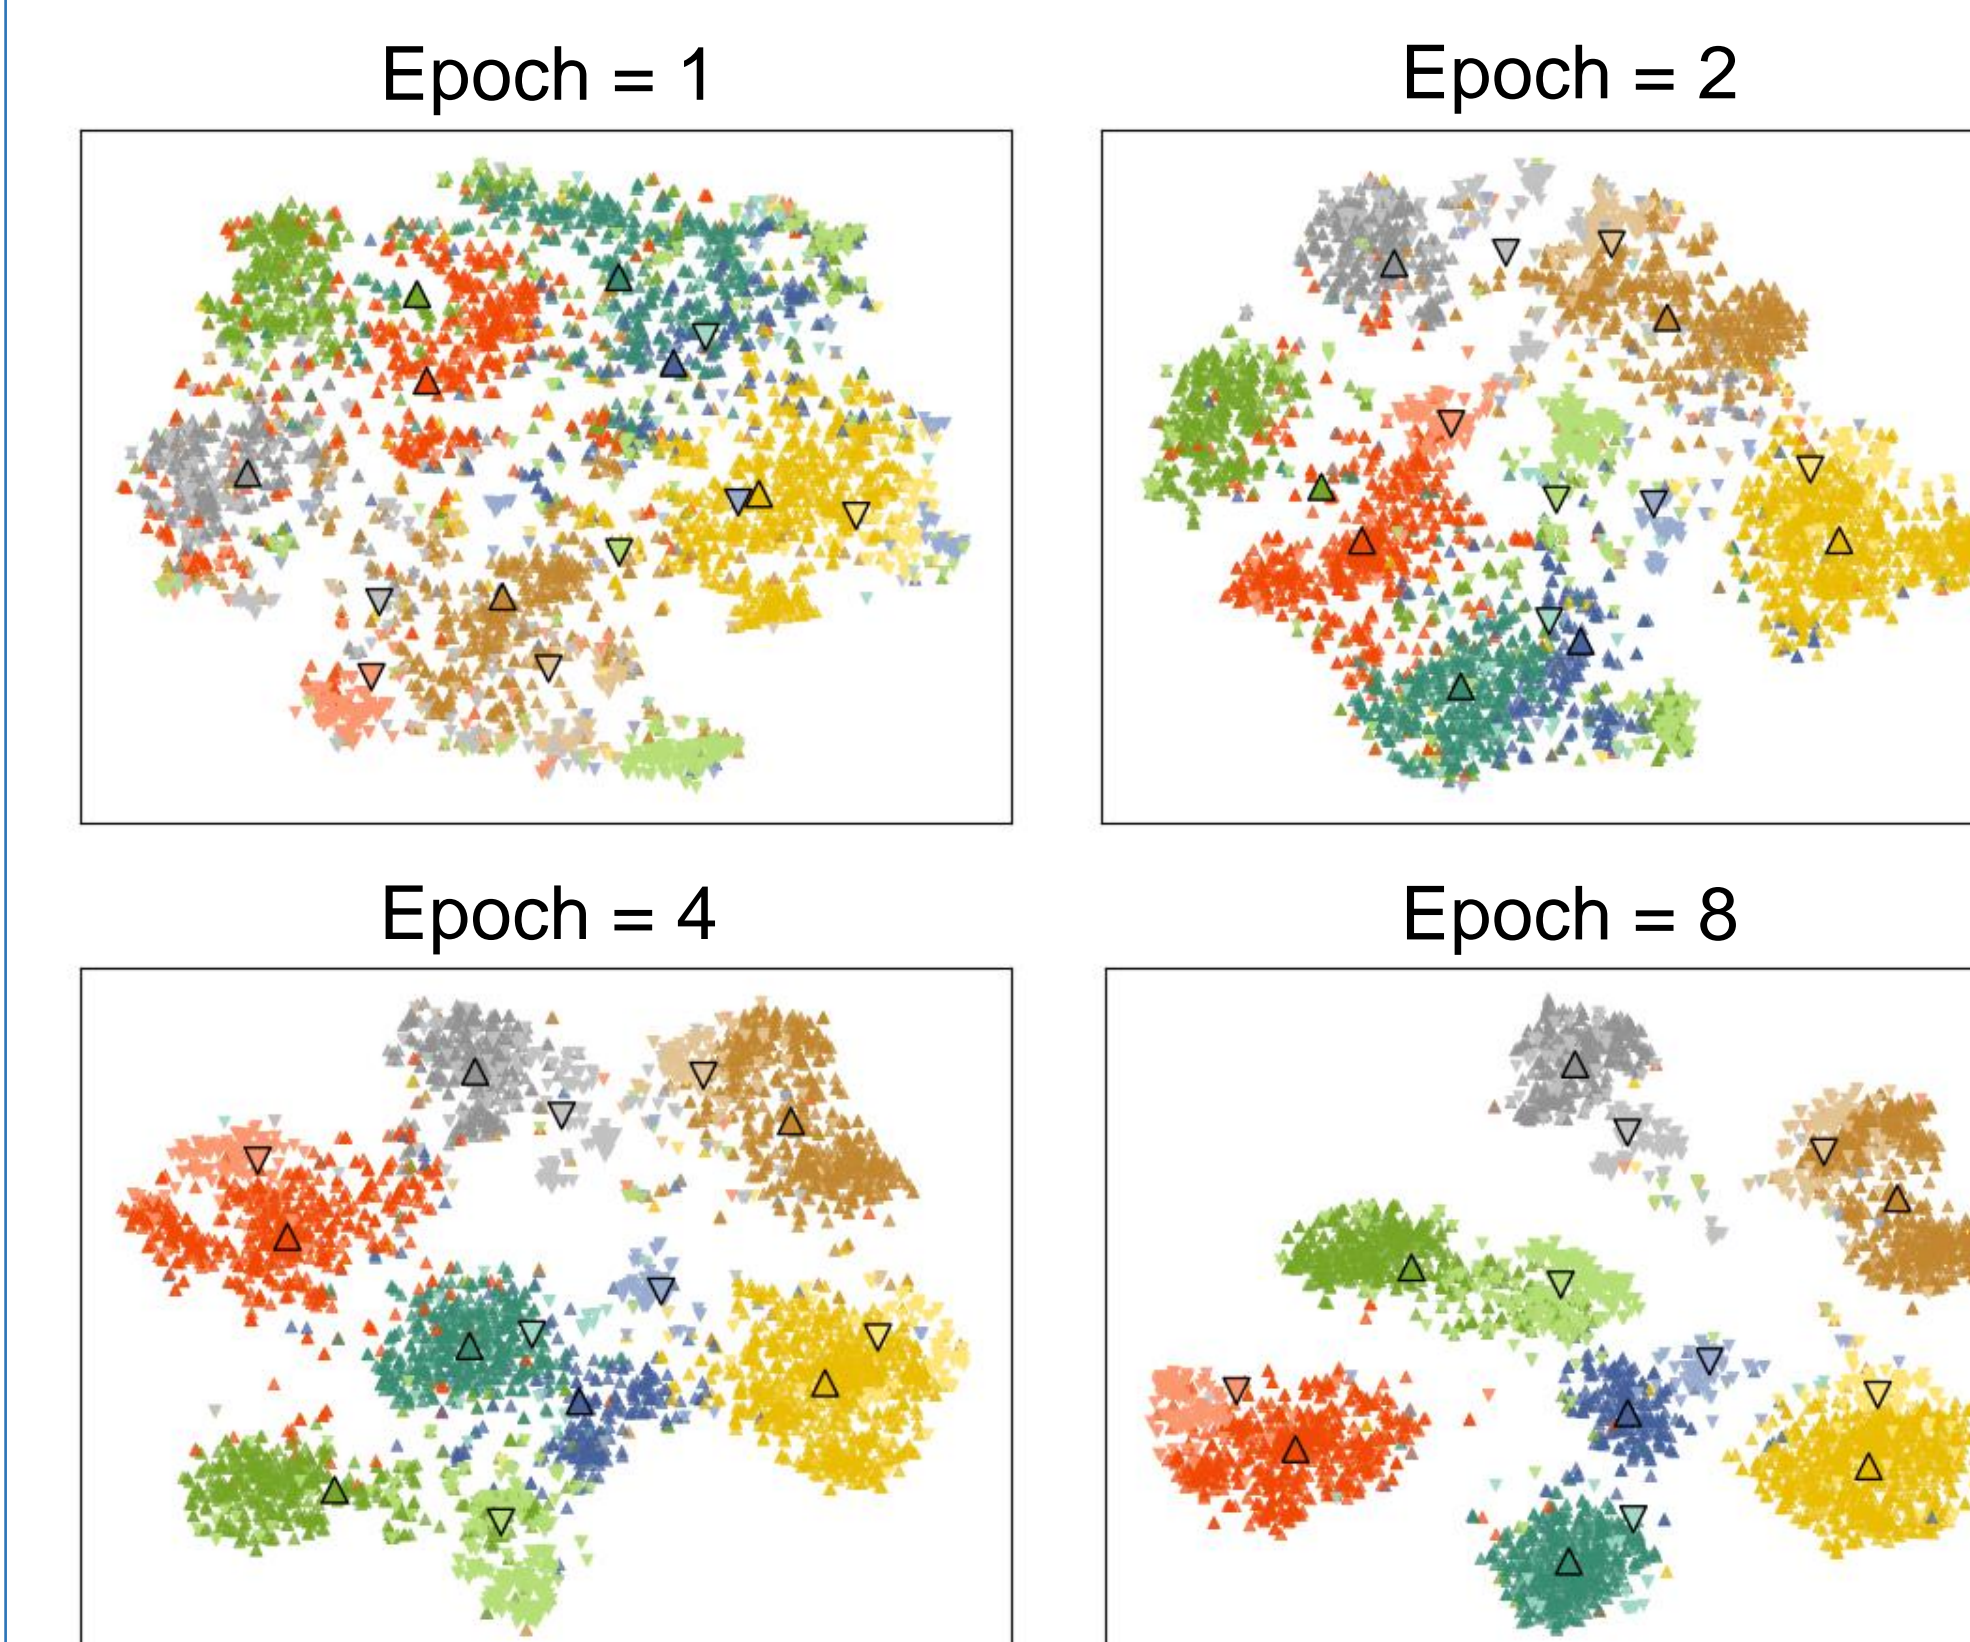 Epoch = 1
Epoch = 2
Epoch = 4
Epoch = 8